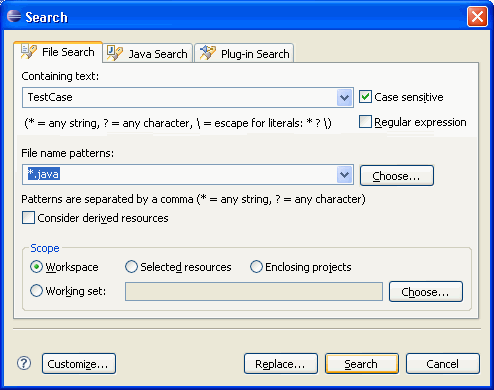 Search
File Search Java Search Plug-in Search
Containing text:
TestCase
Case sensitive
(* = any string, ? = any character, \ = escape for literals: * ? \)
Regular expression
File name patterns:
*.java
Choose...
Patterns are separated by a comma (* = any string, ? = any character)
Consider derived resources
Scope
Workspace Selected resources Enclosing projects
Working set: Choose...
? Customize... Replace... Search Cancel